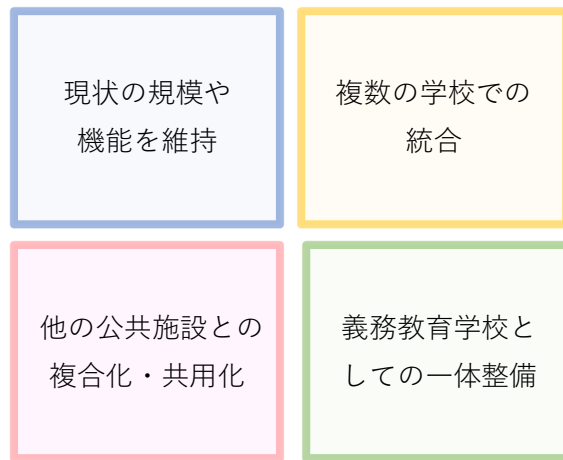 現状の規模や
機能を維持
複数の学校での
統合
他の公共施設との
複合化・共用化
義務教育学校と
しての一体整備